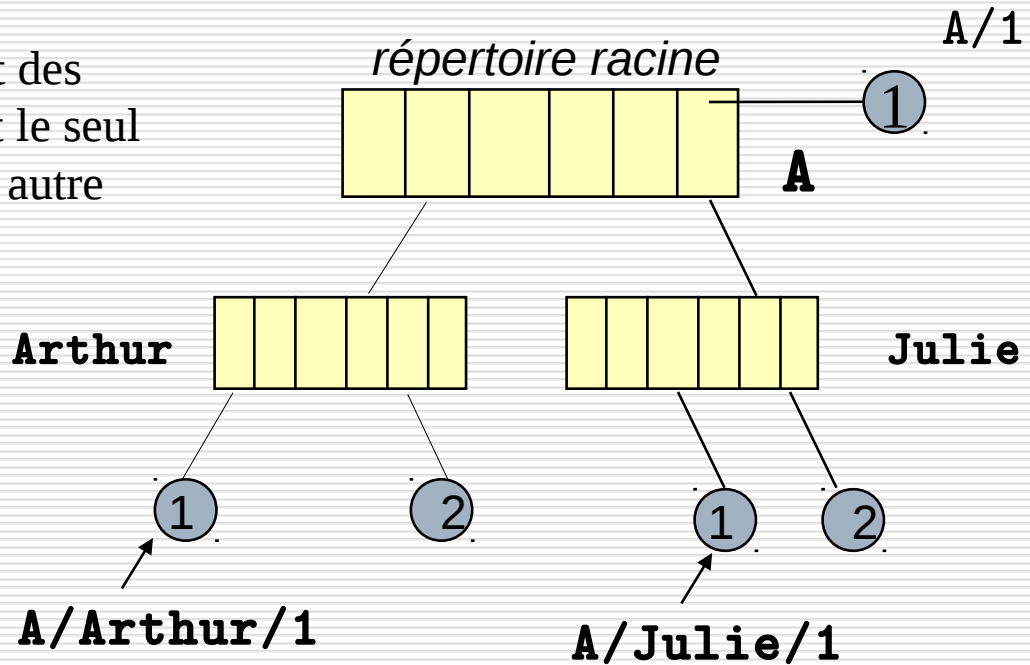 A/1
t des
répertoire racine
t le seul
1
autre
A
Arthur
Julie
1
2
1
2
A/Arthur/1
A/Julie/1